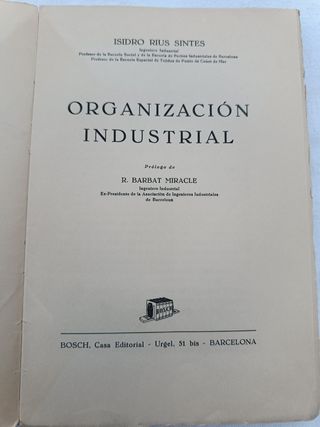 ISIDRO RIUS SINTES
Ingeniero Industrial
Profesor de la Escuela Social y de la Escuela de Peritos Industriales de Barcelona
Profesor de la Escuela Especial de Tejidos de Punto de Canet de Mar
ORGANIZACIÓN
INDUSTRIAL
Prólogo de
R. BARBAT MIRACLE
Ingeniero Industrial
Ex-Presidente de la Asociación de Ingenieros Industriales
de Barcelona
BOSCH
BOSCH, Casa Editorial - Urgel, 51 bis - BARCELONA